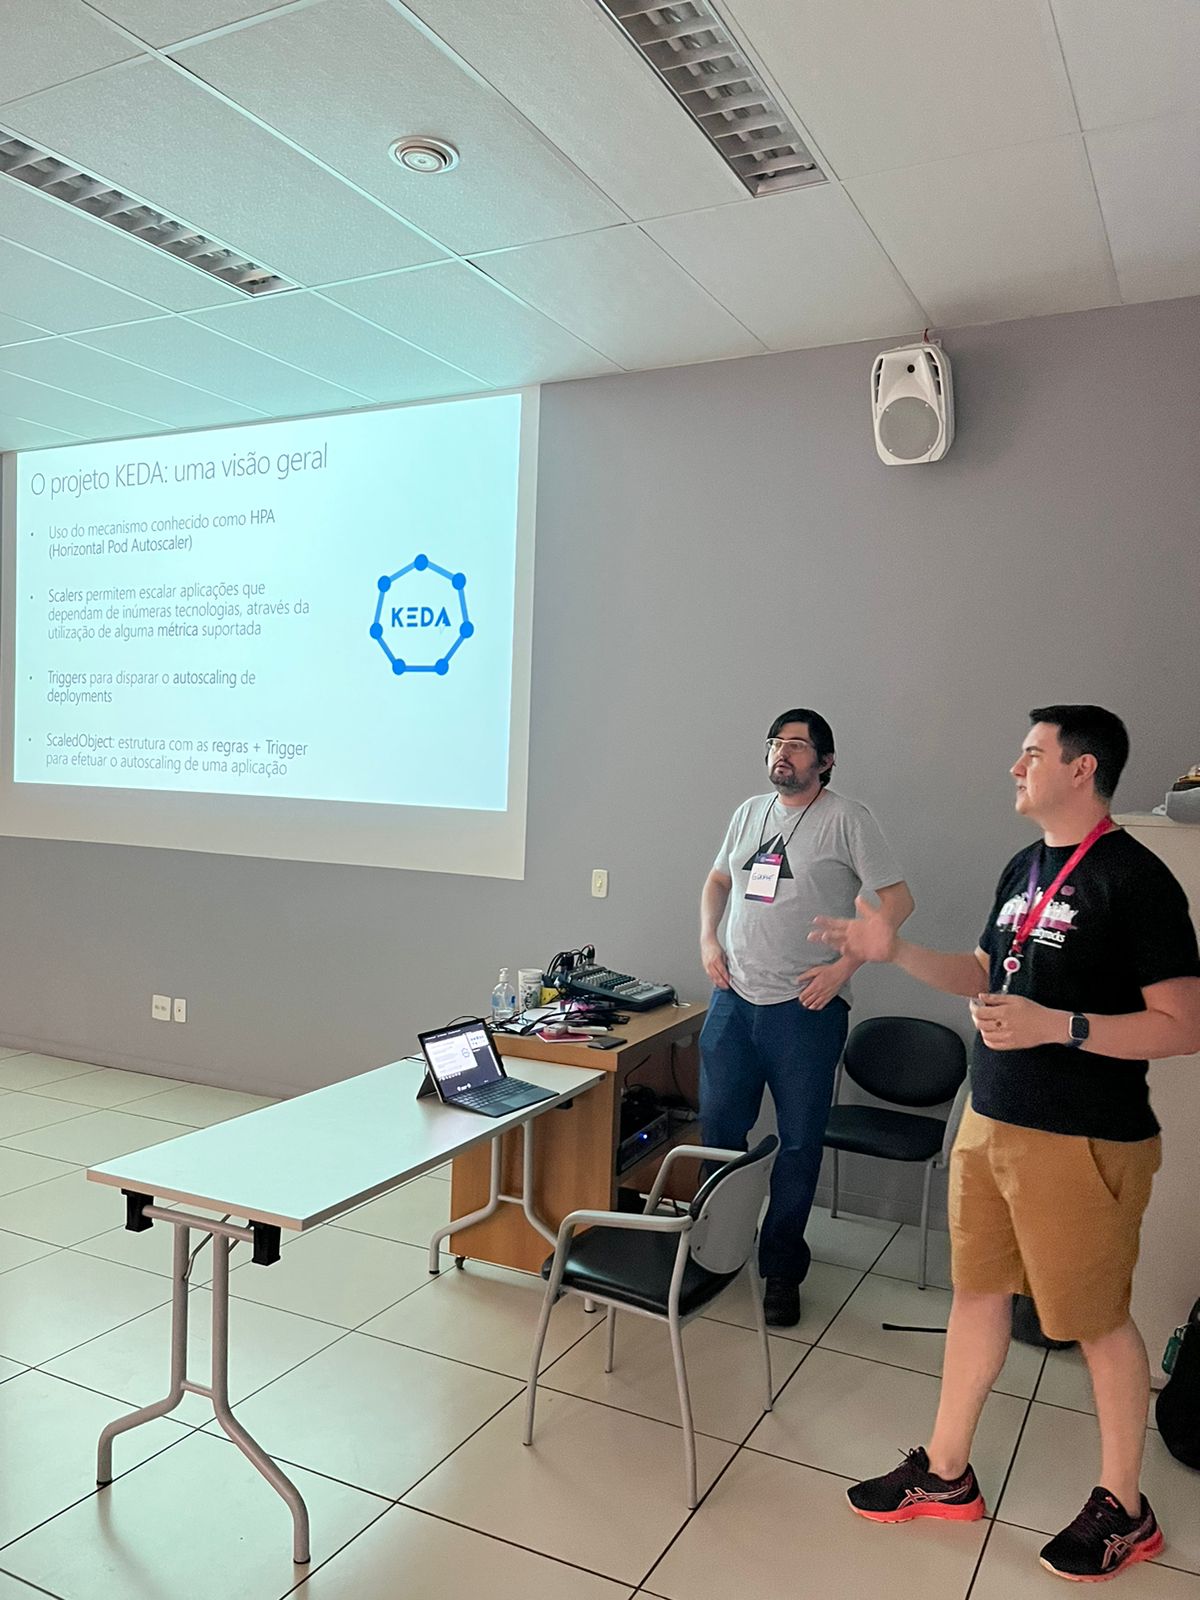 O projeto KEDA: uma visão geral
• Uso do mecanismo conhecido como HPA
(Horizontal Pod Autoscaler)
• Scalers permitem escalar aplicações que
dependam de inúmeras tecnologias, através da
utilização de alguma métrica suportada
• Triggers para disparar o autoscaling de
deployments
• ScaledObject: estrutura com as regras + Trigger
para efetuar o autoscaling de uma aplicação
KEDA